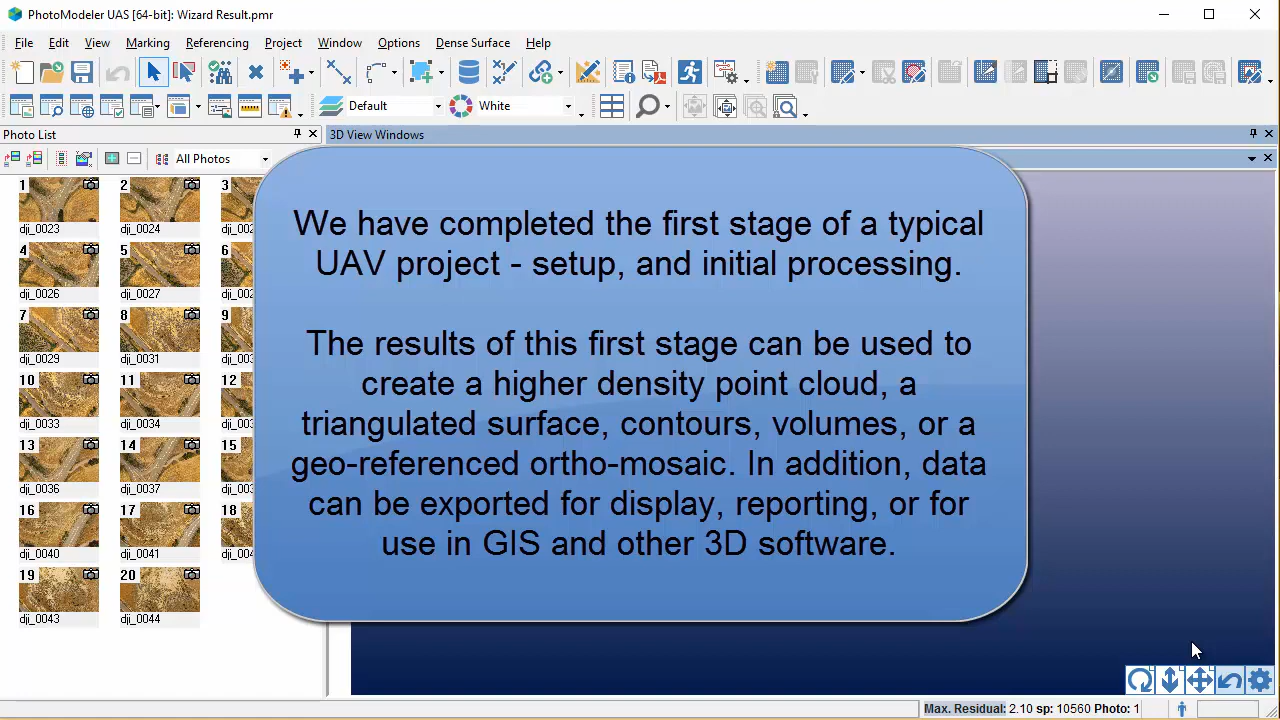 PhotoModeler UAS [64-bit]: Wizard Result.pmr
File Edit View Marking Referencing Project Window Options Dense Surface Help
Default White
Photo List 3D View Windows
All Photos
1 2 3
dji_0023 dji_0024
4 5 6
dji_0026 dji_0027
7 8 9
dji_0029 dji_0031
10 11 12
dji_0033 dji_0034
13 14 15
dji_0036 dji_0037
16 17 18
dji_0040 dji_0041
19 20
dji_0043 dji_0044
We have completed the first stage of a typical
UAV project - setup, and initial processing.
The results of this first stage can be used to
create a higher density point cloud, a
triangulated surface, contours, volumes, or a
geo-referenced ortho-mosaic. In addition, data
can be exported for display, reporting, or for
use in GIS and other 3D software.
Max. Residual: 2.10 sp: 10560 Photo: 1